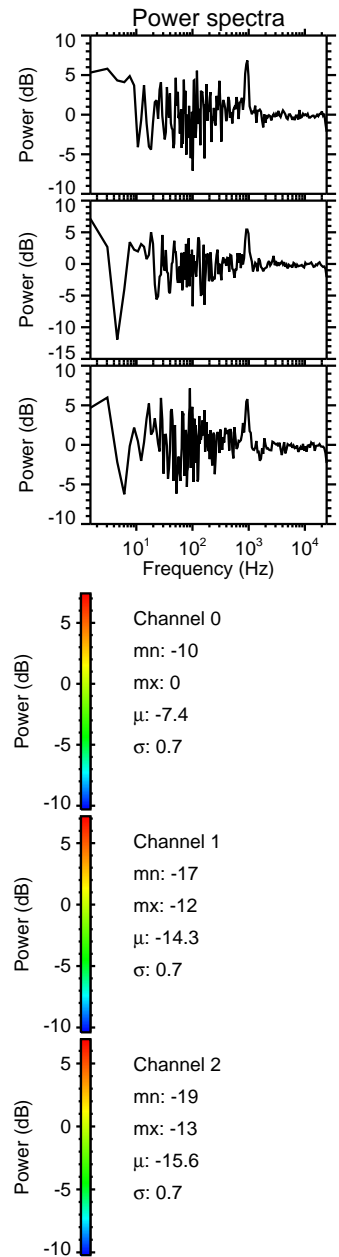 Power spectra
10
5
0
-5
-10
Power (dB)
10
5
0
-5
-10
-15
Power (dB)
10
5
0
-5
-10
Power (dB)
10¹ 10² 10³ 10⁴
Frequency (Hz)
5
0
-5
-10
Power (dB)
Channel 0
mn: -10
mx: 0
μ: -7.4
σ: 0.7
5
0
-5
-10
Power (dB)
Channel 1
mn: -17
mx: -12
μ: -14.3
σ: 0.7
5
0
-5
-10
Power (dB)
Channel 2
mn: -19
mx: -13
μ: -15.6
σ: 0.7